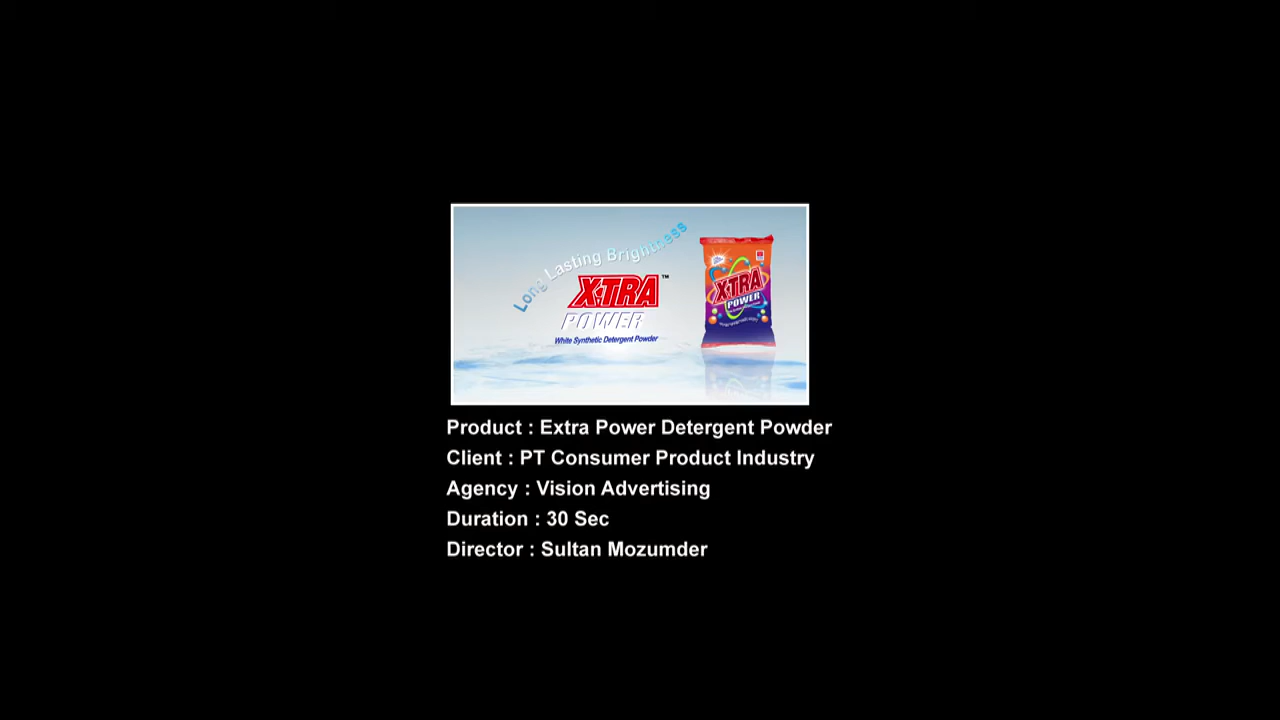 Long Lasting Brightness
X-TRA™
POWER
White Synthetic Detergent Powder
X-TRA
POWER
Product : Extra Power Detergent Powder
Client : PT Consumer Product Industry
Agency : Vision Advertising
Duration : 30 Sec
Director : Sultan Mozumder